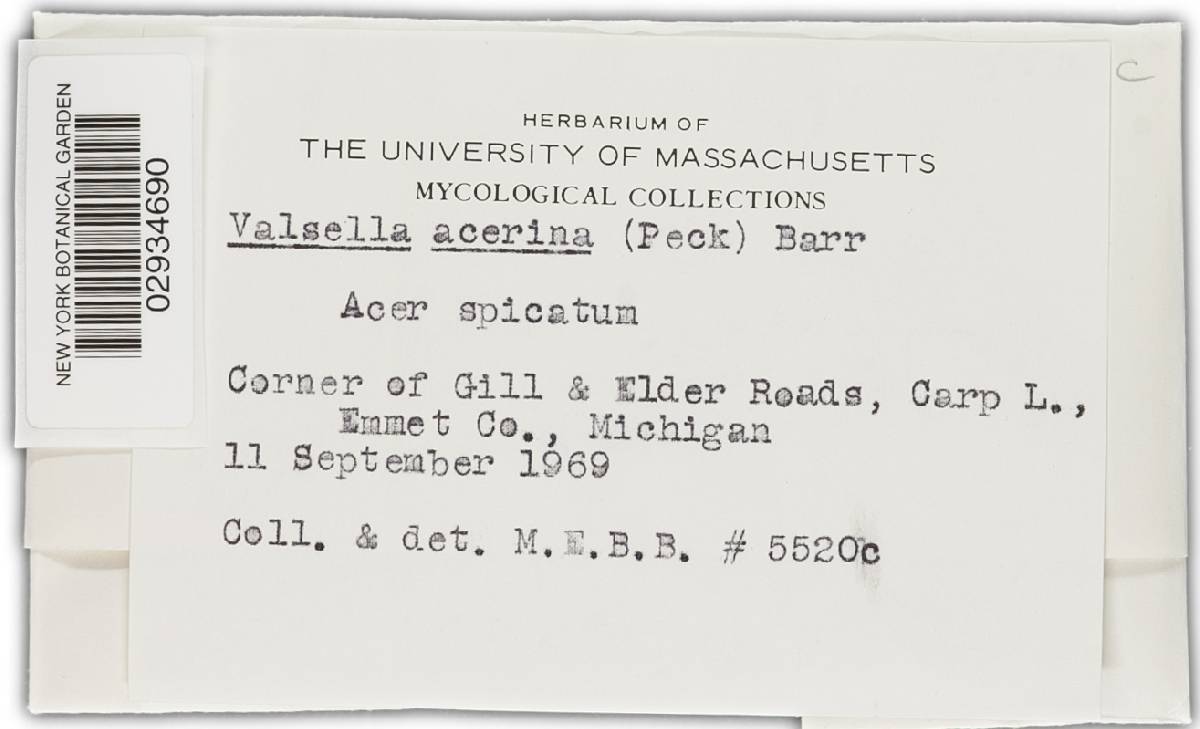 C
NEW YORK BOTANICAL GARDEN
02934690
HERBARIUM OF
THE UNIVERSITY OF MASSACHUSETTS
MYCOLOGICAL COLLECTIONS
Valsella acerina (Peck) Barr
Acer spicatum
Corner of Gill & Elder Roads, Carp L.,
Emmet Co., Michigan
11 September 1969
Coll. & det. M.E.B.B. # 5520c